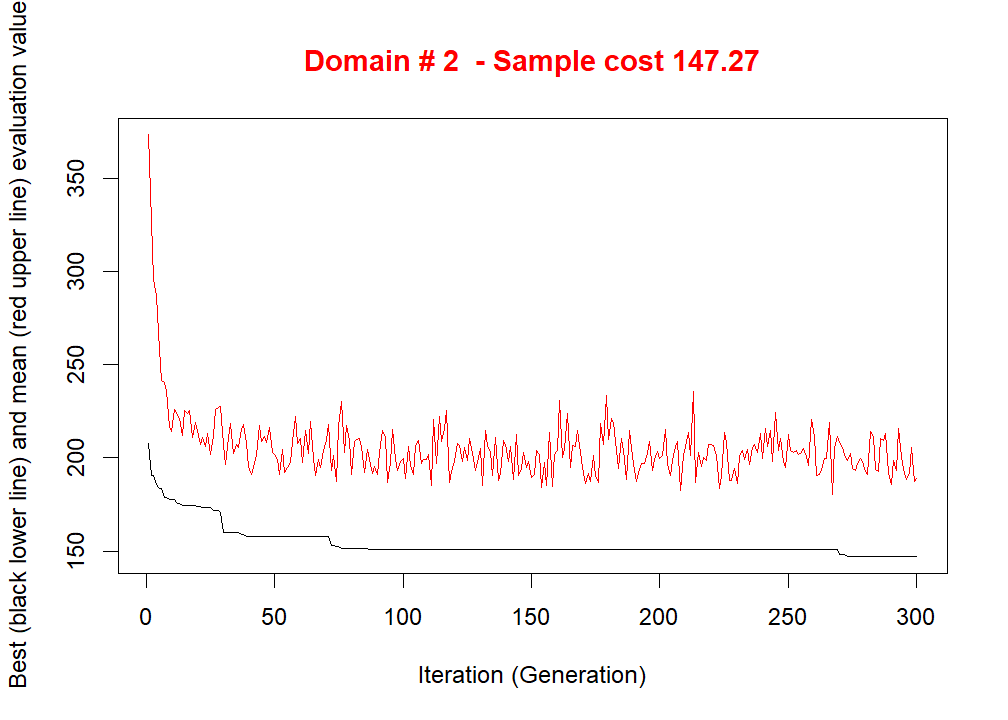 Domain # 2  - Sample cost 147.27
Best (black lower line) and mean (red upper line) evaluation value
350
300
250
200
150
0 50 100 150 200 250 300
Iteration (Generation)